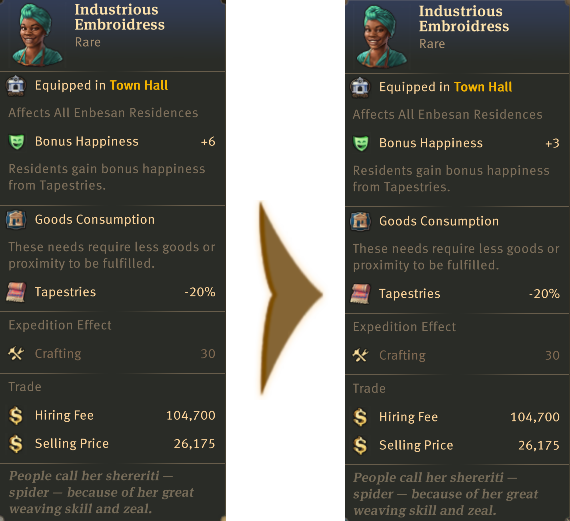 Industrious
Embroidress
Rare
Equipped in Town Hall
Affects All Enbesan Residences
Bonus Happiness +6
Residents gain bonus happiness
from Tapestries.
Goods Consumption
These needs require less goods or
proximity to be fulfilled.
Tapestries -20%
Expedition Effect
Crafting 30
Trade
Hiring Fee 104,700
Selling Price 26,175
People call her shereriti —
spider — because of her great
weaving skill and zeal.
Industrious
Embroidress
Rare
Equipped in Town Hall
Affects All Enbesan Residences
Bonus Happiness +3
Residents gain bonus happiness
from Tapestries.
Goods Consumption
These needs require less goods or
proximity to be fulfilled.
Tapestries -20%
Expedition Effect
Crafting 30
Trade
Hiring Fee 104,700
Selling Price 26,175
People call her shereriti —
spider — because of her great
weaving skill and zeal.